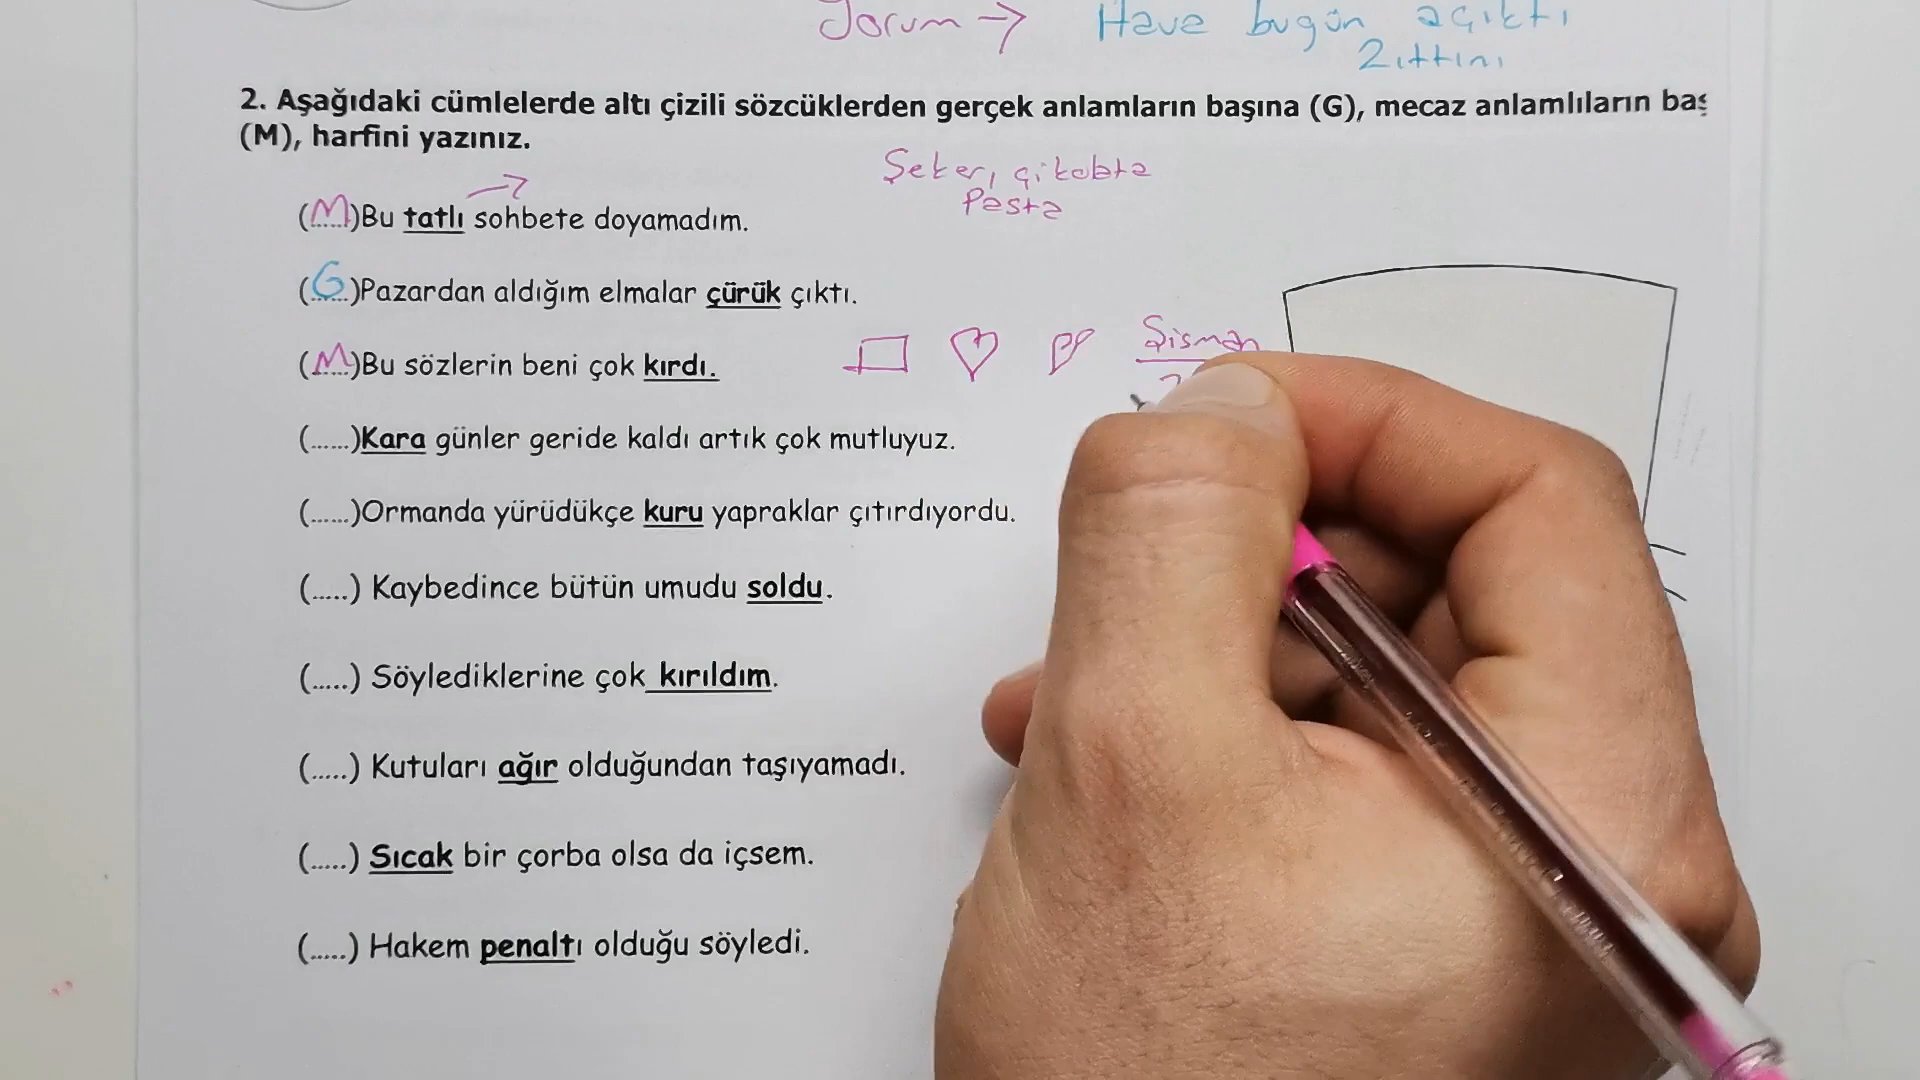 Yorum → Hava bugün açıktı
Zıttını
2. Aşağıdaki cümlelerde altı çizili sözcüklerden gerçek anlamların başına (G), mecaz anlamlıların baş
(M), harfini yazınız.
Şeker, çikolata
Pasta
(M)Bu tatlı sohbete doyamadım.
(G)Pazardan aldığım elmalar çürük çıktı.
Şişman
(M)Bu sözlerin beni çok kırdı.
(......)Kara günler geride kaldı artık çok mutluyuz.
(......)Ormanda yürüdükçe kuru yapraklar çıtırdıyordu.
(.....) Kaybedince bütün umudu soldu.
(.....) Söylediklerine çok kırıldım.
(.....) Kutuları ağır olduğundan taşıyamadı.
(.....) Sıcak bir çorba olsa da içsem.
(.....) Hakem penaltı olduğu söyledi.